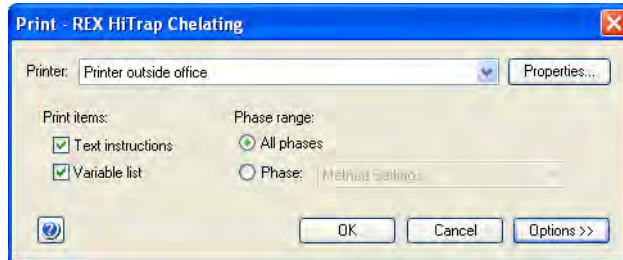 Print - REX HiTrap Chelating
Printer: Printer outside office Properties...
Print items: Phase range:
Text instructions All phases
Variable list Phase: Method Settings
OK Cancel Options >>